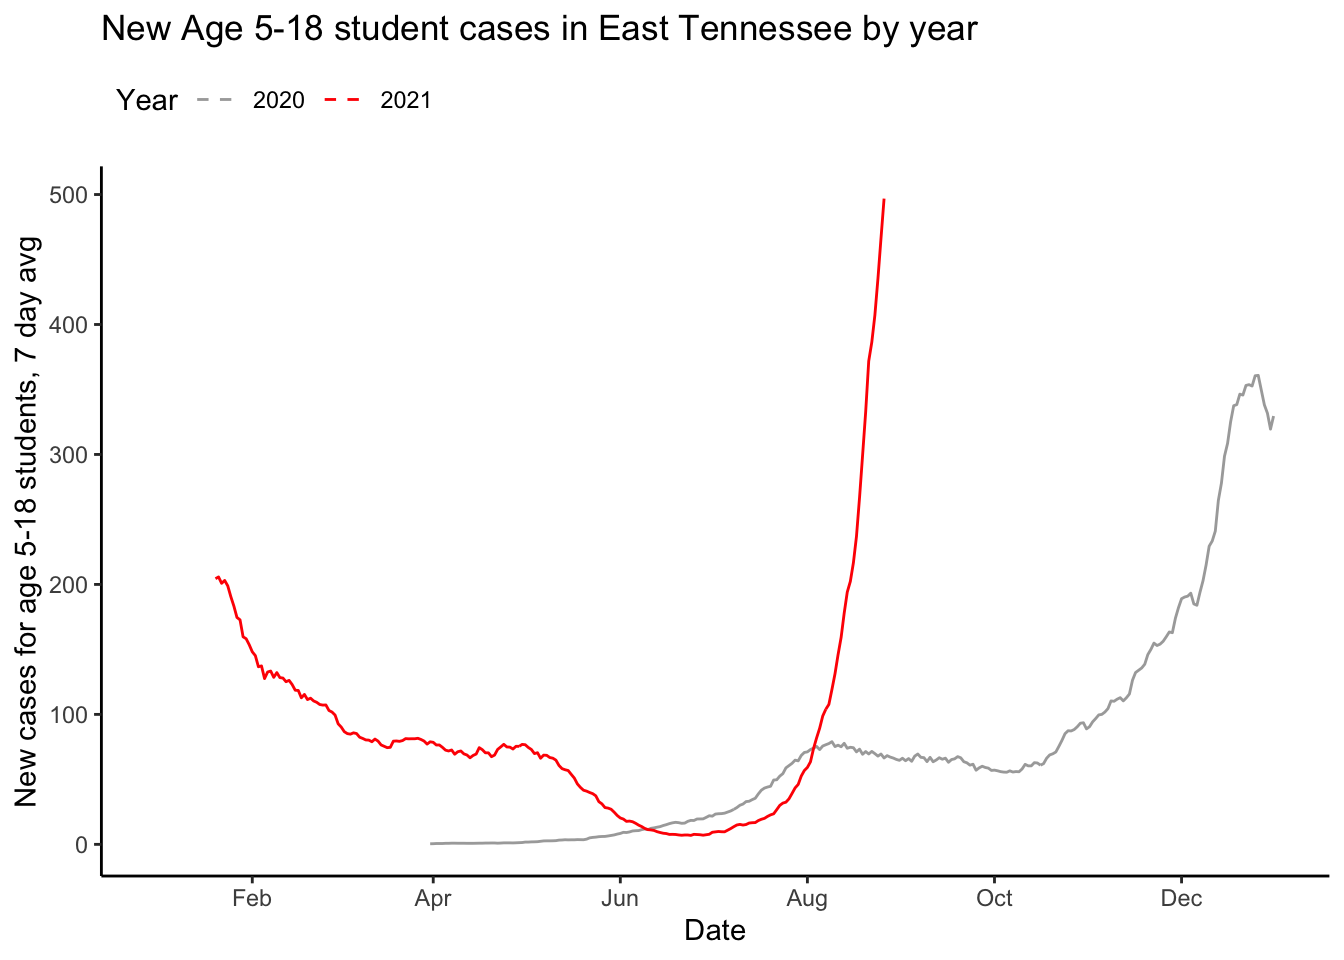 New Age 5-18 student cases in East Tennessee by year
Year 2020 2021
500
400
300
200
100
0
New cases for age 5-18 students, 7 day avg
Feb Apr Jun Aug Oct Dec
Date